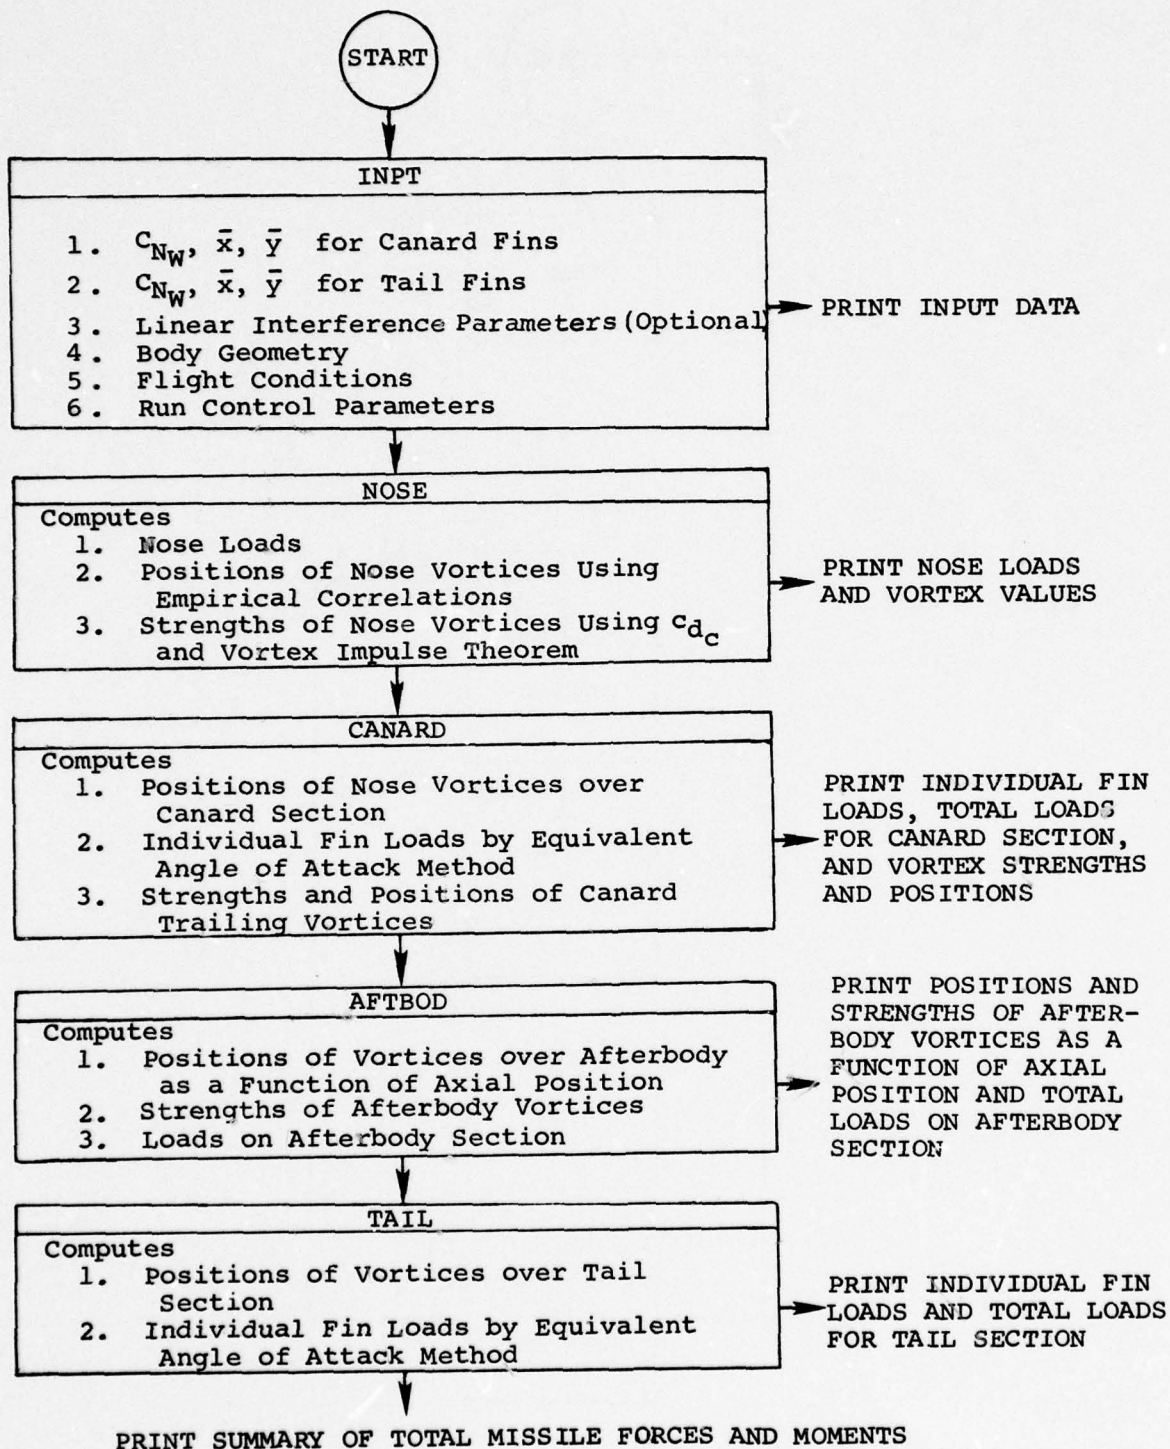 START
INPT
1. C_{N_W}, x̄, ȳ for Canard Fins
2. C_{N_W}, x̄, ȳ for Tail Fins
3. Linear Interference Parameters (Optional)
4. Body Geometry
5. Flight Conditions
6. Run Control Parameters
PRINT INPUT DATA
NOSE
Computes
1. Nose Loads
2. Positions of Nose Vortices Using
Empirical Correlations
3. Strengths of Nose Vortices Using c_{d_c}
and Vortex Impulse Theorem
PRINT NOSE LOADS
AND VORTEX VALUES
CANARD
Computes
1. Positions of Nose Vortices over
Canard Section
2. Individual Fin Loads by Equivalent
Angle of Attack Method
3. Strengths and Positions of Canard
Trailing Vortices
PRINT INDIVIDUAL FIN
LOADS, TOTAL LOADS
FOR CANARD SECTION,
AND VORTEX STRENGTHS
AND POSITIONS
AFTBOD
Computes
1. Positions of Vortices over Afterbody
as a Function of Axial Position
2. Strengths of Afterbody Vortices
3. Loads on Afterbody Section
PRINT POSITIONS AND
STRENGTHS OF AFTER-
BODY VORTICES AS A
FUNCTION OF AXIAL
POSITION AND TOTAL
LOADS ON AFTERBODY
SECTION
TAIL
Computes
1. Positions of Vortices over Tail
Section
2. Individual Fin Loads by Equivalent
Angle of Attack Method
PRINT INDIVIDUAL FIN
LOADS AND TOTAL LOADS
FOR TAIL SECTION
PRINT SUMMARY OF TOTAL MISSILE FORCES AND MOMENTS